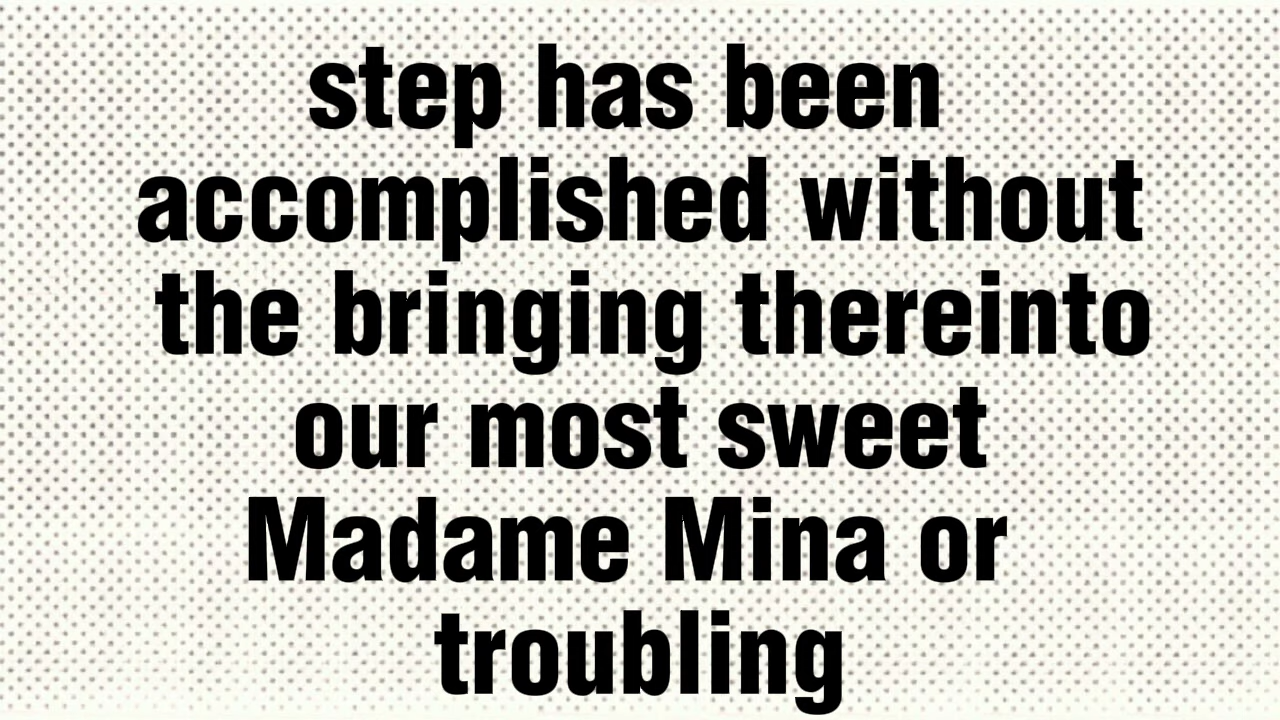 step has been
accomplished without
the bringing thereinto
our most sweet
Madame Mina or
troubling